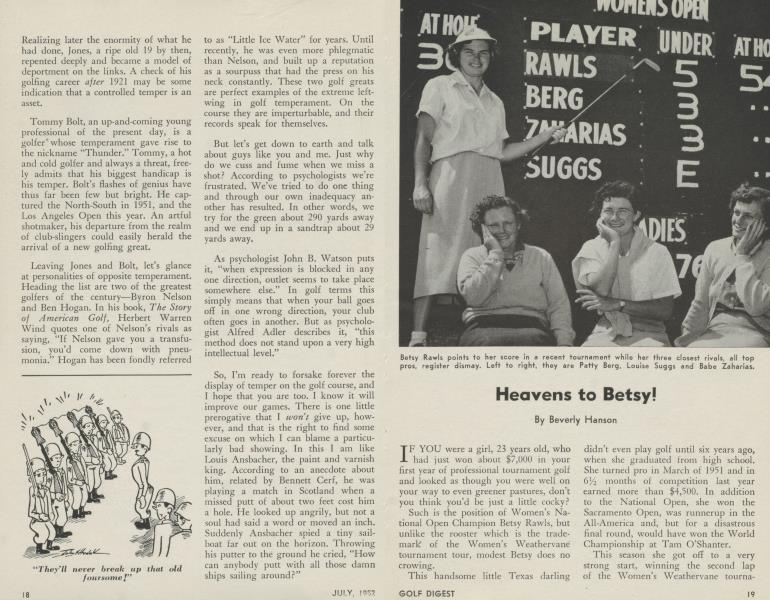 Realizing later the enormity of what he
had done, Jones, a ripe old 19 by then,
repented deeply and became a model of
deportment on the links. A check of his
golfing career after 1921 may be some
indication that a controlled temper is an
asset.
Tommy Bolt, an up-and-coming young
professional of the present day, is a
golfer whose temperament gave rise to
the nickname "Thunder." Tommy, a hot
and cold golfer and always a threat, free-
ly admits that his biggest handicap is
his temper. Bolt's flashes of genius have
thus far been few but bright. He cap-
tured the North-South in 1951, and the
Los Angeles Open this year. An artful
shotmaker, his departure from the realm
of club-slingers could easily herald the
arrival of a new golfing great.
Leaving Jones and Bolt, let's glance
at personalities of opposite temperament.
Heading the list are two of the greatest
golfers of the century—Byron Nelson
and Ben Hogan. In his book, The Story
of American Golf, Herbert Warren
Wind quotes one of Nelson's rivals as
saying, "If Nelson gave you a transfu-
sion, you'd come down with pneu-
monia." Hogan has been fondly referred
"They'll never break up that old
foursome!"
18
to as "Little Ice Water" for years. Until
recently, he was even more phlegmatic
than Nelson, and built up a reputation
as a sourpuss that had the press on his
neck constantly. These two golf greats
are perfect examples of the extreme left-
wing in golf temperament. On the
course they are imperturbable, and their
records speak for themselves.
But let's get down to earth and talk
about guys like you and me. Just why
do we cuss and fume when we miss a
shot? According to psychologists we're
frustrated. We've tried to do one thing
and through our own inadequacy an-
other has resulted. In other words, we
try for the green about 290 yards away
and we end up in a sandtrap about 29
yards away.
As psychologist John B. Watson puts
it, "when expression is blocked in any
one direction, outlet seems to take place
somewhere else." In golf terms this
simply means that when your ball goes
off in one wrong direction, your club
often goes in another. But as psycholo-
gist Alfred Adler describes it, "this
method does not stand upon a very high
intellectual level."
So, I'm ready to forsake forever the
display of temper on the golf course, and
I hope that you are too. I know it will
improve our games. There is one little
prerogative that I won't give up, how-
ever, and that is the right to find some
excuse on which I can blame a particu-
larly bad showing. In this I am like
Louis Ansbacher, the paint and varnish
king. According to an anecdote about
him, related by Bennett Cerf, he was
playing a match in Scotland when a
missed putt of about two feet cost him
a hole. He looked up angrily, but not a
soul had said a word or moved an inch.
Suddenly Ansbacher spied a tiny sail-
boat far out on the horizon. Throwing
his putter to the ground he cried, "How
can anybody putt with all those damn
ships sailing around?"
JULY, 1952
WOMENS OPEN
AT HOLE PLAYER UNDER AT HO
RAWLS 5 54
BERG 3
ZAHARIAS 3
SUGGS E
ADIES
76
Betsy Rawls points to her score in a recent tournament while her three closest rivals, all top
pros, register dismay. Left to right, they are Patty Berg, Louise Suggs and Babe Zaharias.
Heavens to Betsy!
By Beverly Hanson
IF YOU were a girl, 23 years old, who
had just won about $7,000 in your
first year of professional tournament golf
and looked as though you were well on
your way to even greener pastures, don't
you think you'd be just a little cocky?
Such is the position of Women's Na-
tional Open Champion Betsy Rawls, but
unlike the rooster which is the trade-
mark of the Women's Weathervane
tournament tour, modest Betsy does no
crowing.
This handsome little Texas darling
didn't even play golf until six years ago,
when she graduated from high school.
She turned pro in March of 1951 and in
6½ months of competition last year
earned more than $4,500. In addition
to the National Open, she won the
Sacramento Open, was runnerup in the
All-America and, but for a disastrous
final round, would have won the World
Championship at Tam O'Shanter.
This season she got off to a very
strong start, winning the second lap
of the Women's Weathervane tourna-
GOLF DIGEST
19